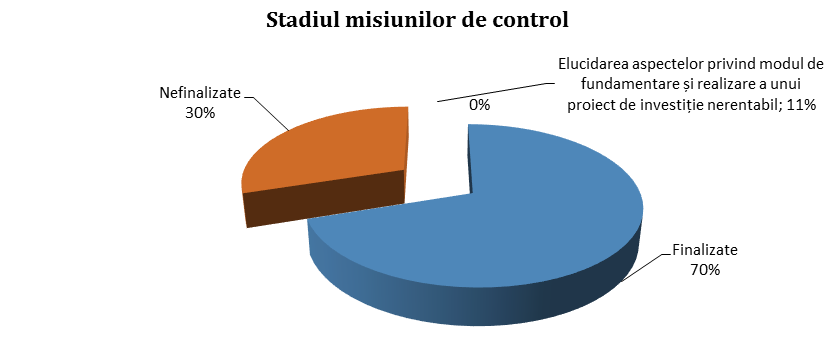 Stadiul misiunilor de control
Elucidarea aspectelor privind modul de
fundamentare și realizare a unui
proiect de investiție nerentabil; 11%
0%
Nefinalizate
30%
Finalizate
70%